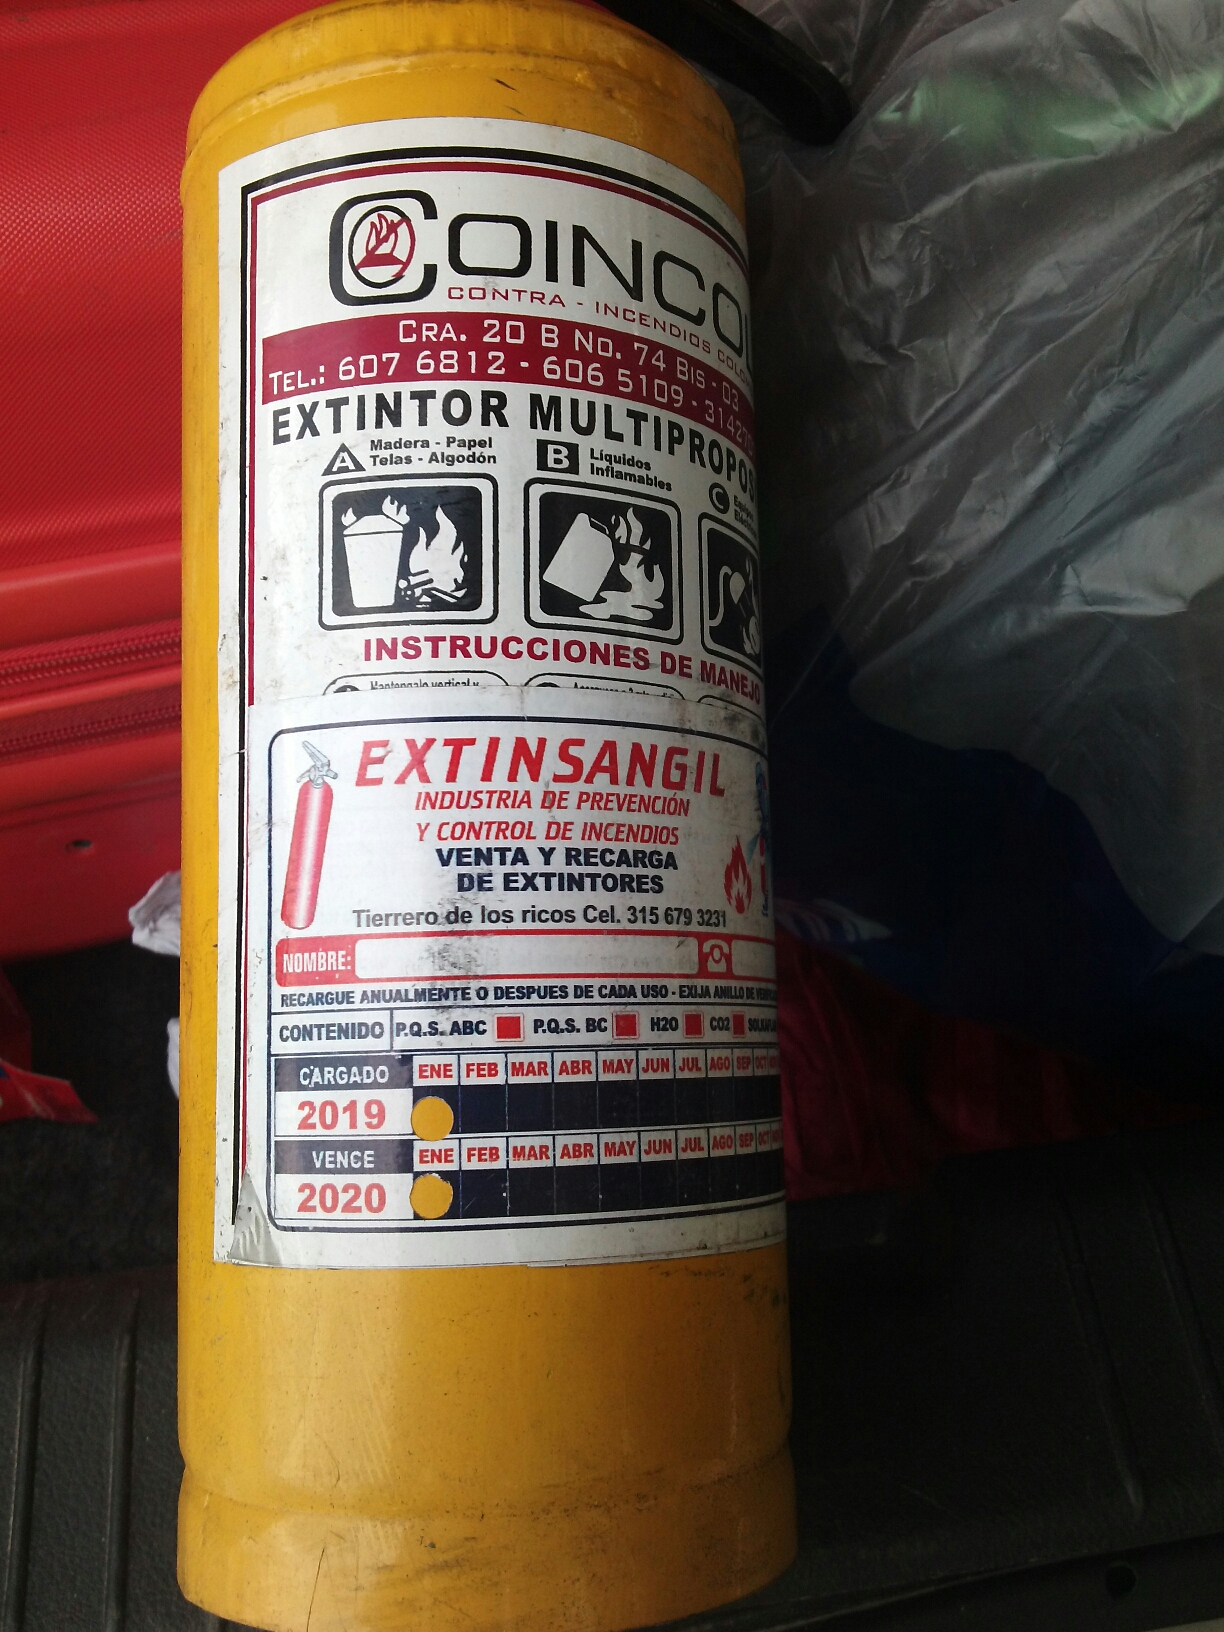 COINCO
CONTRA - INCENDIOS
CRA. 20 B No. 74 BIS - 03
TEL.: 607 6812 - 606 5109 - 3142
EXTINTOR MULTIPROPOS
A Madera - Papel
Telas - Algodón
B Líquidos
Inflamables
C
INSTRUCCIONES DE MANEJO
Mantengalo vertical y
EXTINSANGIL
INDUSTRIA DE PREVENCIÓN
Y CONTROL DE INCENDIOS
VENTA Y RECARGA
DE EXTINTORES
Tierrero de los ricos Cel. 315 679 3231
NOMBRE:
RECARGUE ANUALMENTE O DESPUES DE CADA USO - EXIJA ANILLO DE
CONTENIDO P.Q.S. ABC P.Q.S. BC H2O CO2
CARGADO ENE FEB MAR ABR MAY JUN JUL AGO SEP OCT
2019
VENCE ENE FEB MAR ABR MAY JUN JUL AGO SEP OCT
2020